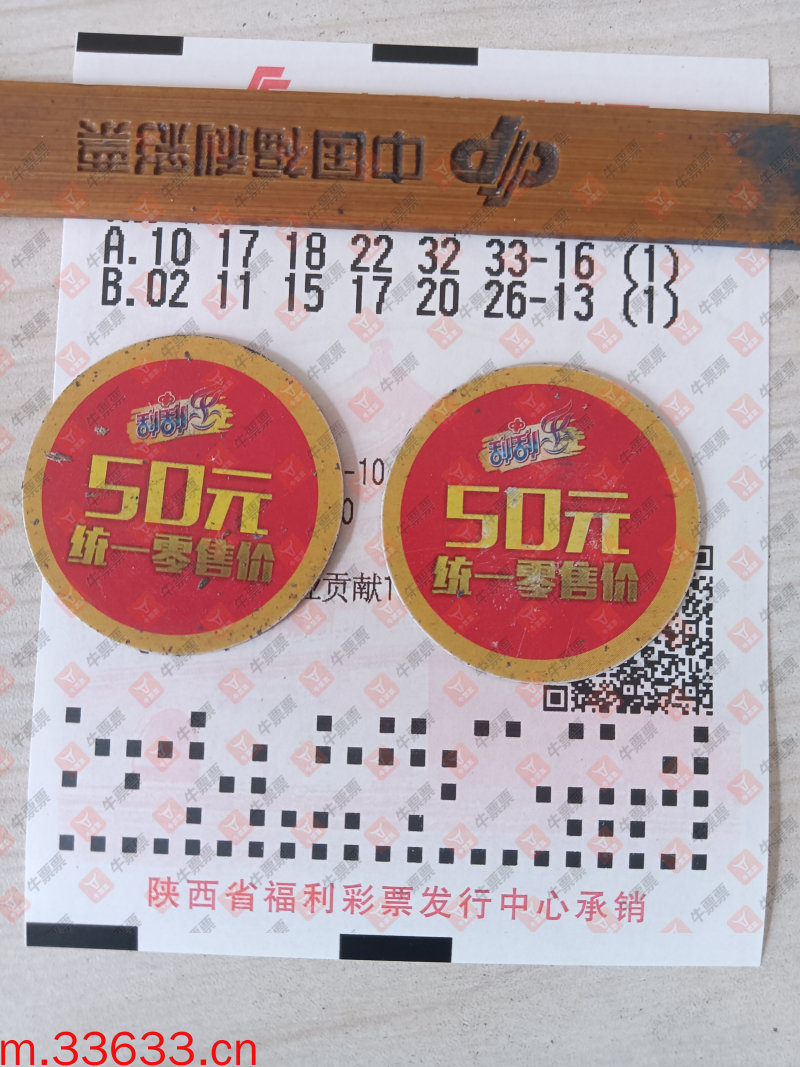 中国福利彩票
A.10 17 18 22 32 33-16 (1)
B.02 11 15 17 20 26-13 (1)
刮刮乐
50元
统一零售价
刮刮乐
50元
统一零售价
-10
0
贡献1
陕西省福利彩票发行中心承销
牛票票
m.33633.cn